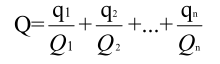 Q = q₁/Q₁ + q₂/Q₂ + ... + qₙ/Qₙ